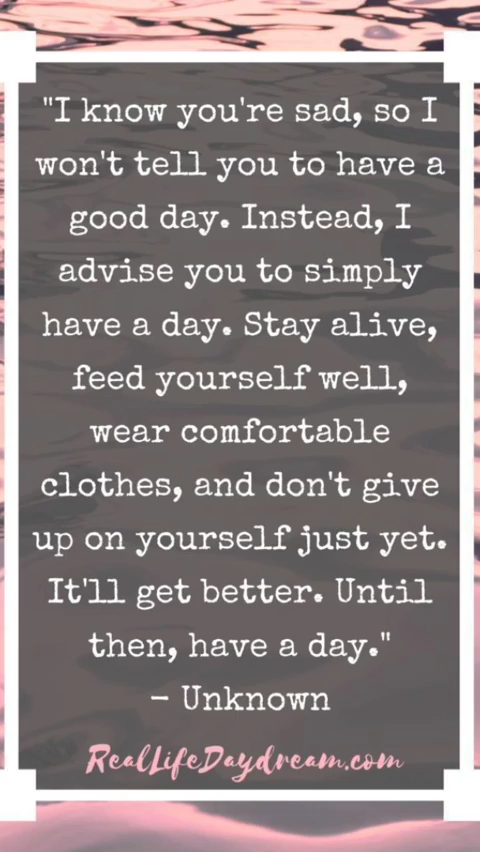 "I know you're sad, so I
won't tell you to have a
good day. Instead, I
advise you to simply
have a day. Stay alive,
feed yourself well,
wear comfortable
clothes, and don't give
up on yourself just yet.
It'll get better. Until
then, have a day."
- Unknown
RealLifeDaydream.com